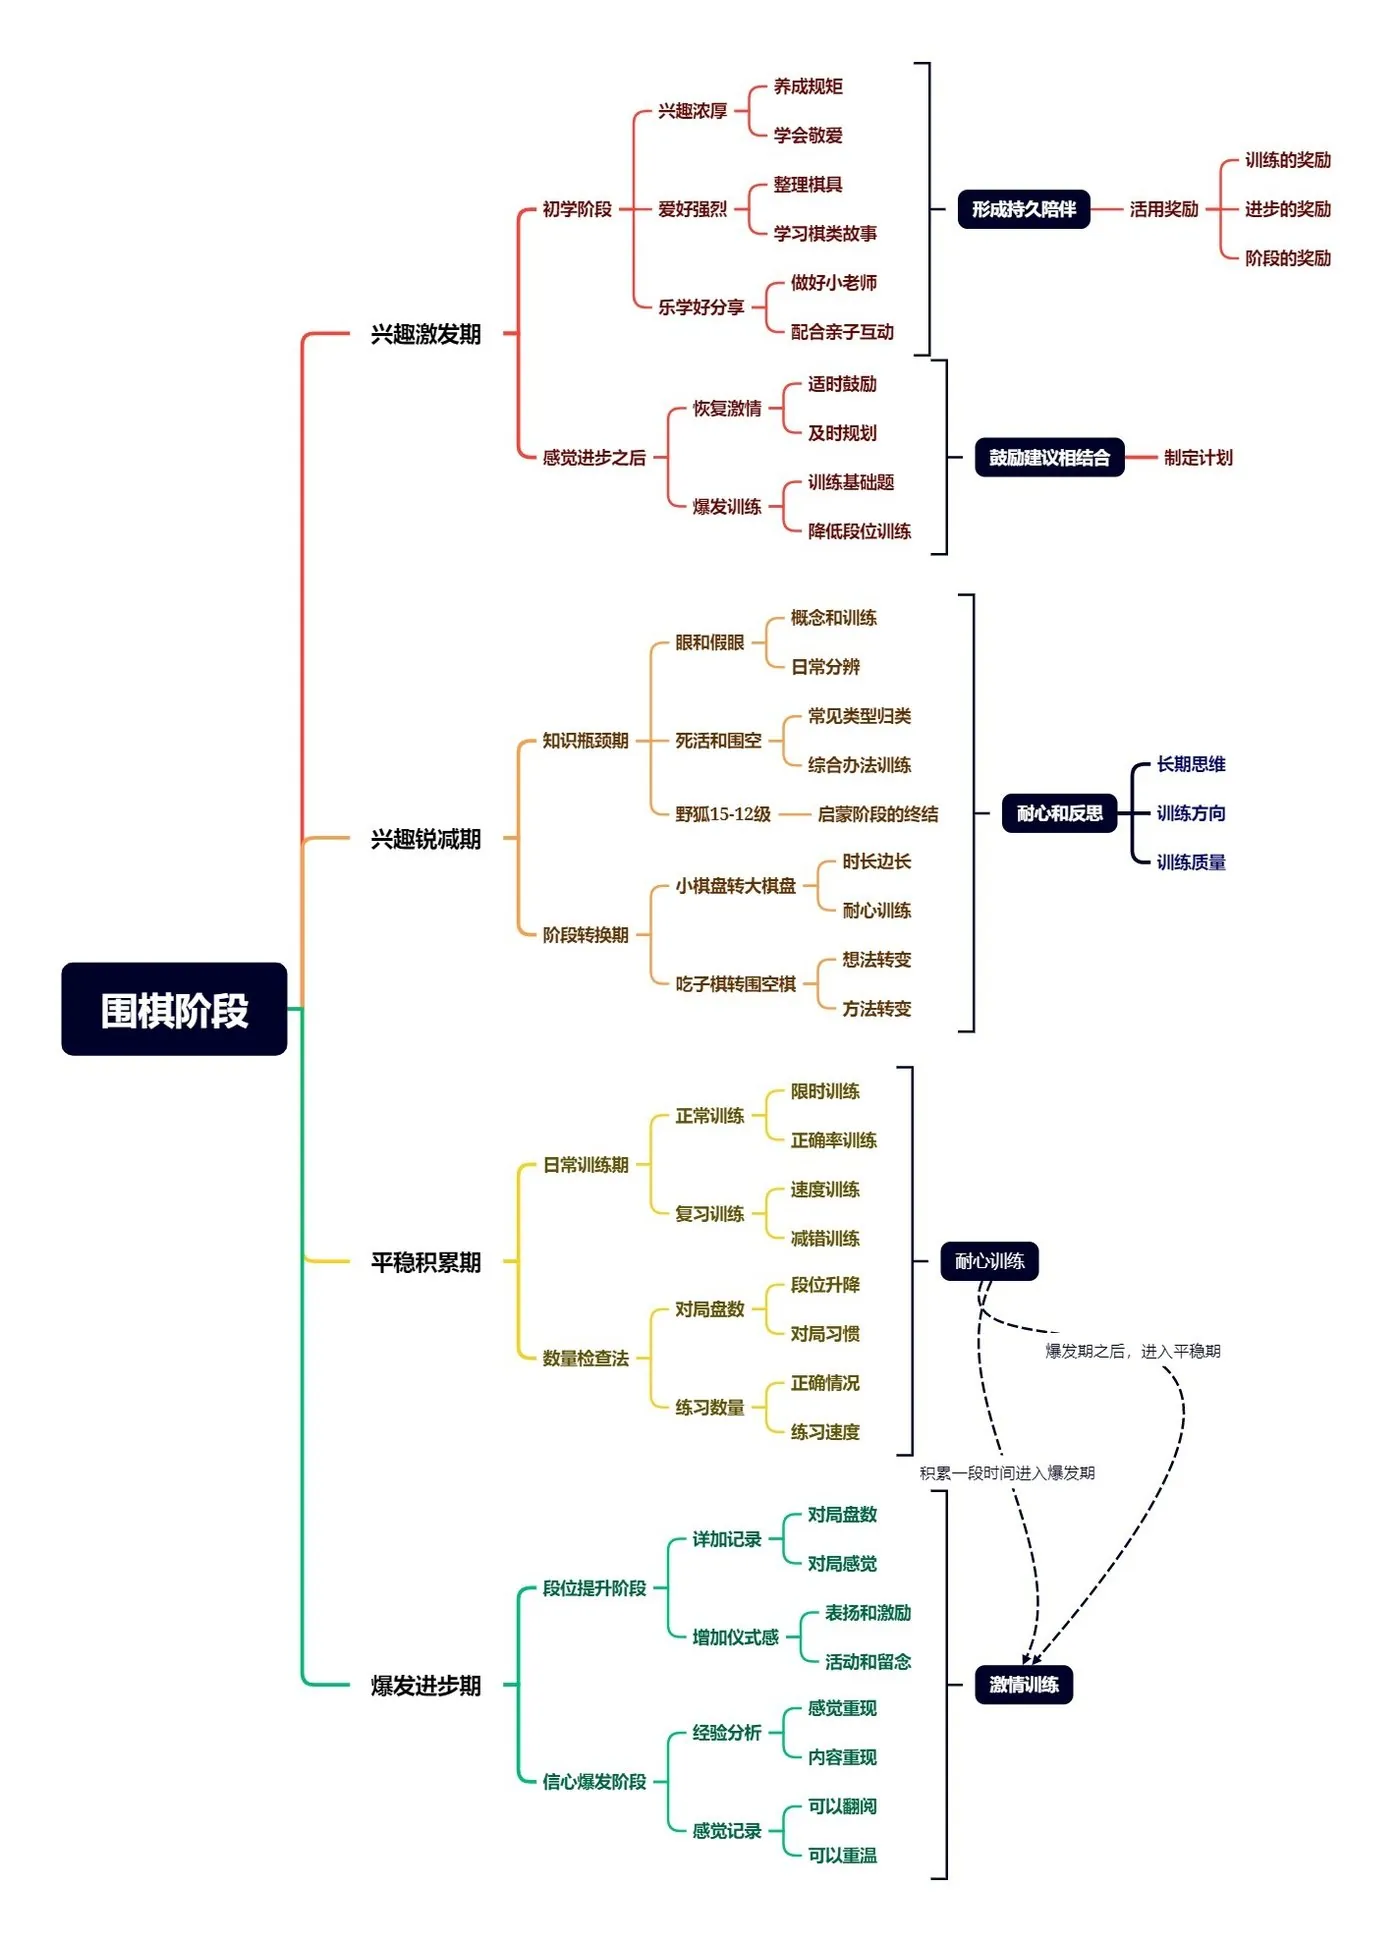 围棋阶段
兴趣激发期
初学阶段
兴趣浓厚
养成规矩
学会敬爱
爱好强烈
整理棋具
学习棋类故事
乐学好分享
做好小老师
配合亲子互动
形成持久陪伴
活用奖励
训练的奖励
进步的奖励
阶段的奖励
感觉进步之后
恢复激情
适时鼓励
及时规划
爆发训练
训练基础题
降低段位训练
鼓励建议相结合
制定计划
兴趣锐减期
知识瓶颈期
眼和假眼
概念和训练
日常分辨
死活和围空
常见类型归类
综合办法训练
野狐15-12级
启蒙阶段的终结
阶段转换期
小棋盘转大棋盘
时长边长
耐心训练
吃子棋转围空棋
想法转变
方法转变
耐心和反思
长期思维
训练方向
训练质量
平稳积累期
日常训练期
正常训练
限时训练
正确率训练
复习训练
速度训练
减错训练
数量检查法
对局盘数
段位升降
对局习惯
练习数量
正确情况
练习速度
耐心训练
爆发期之后，进入平稳期
积累一段时间进入爆发期
爆发进步期
段位提升阶段
详加记录
对局盘数
对局感觉
增加仪式感
表扬和激励
活动和留念
信心爆发阶段
经验分析
感觉重现
内容重现
感觉记录
可以翻阅
可以重温
激情训练